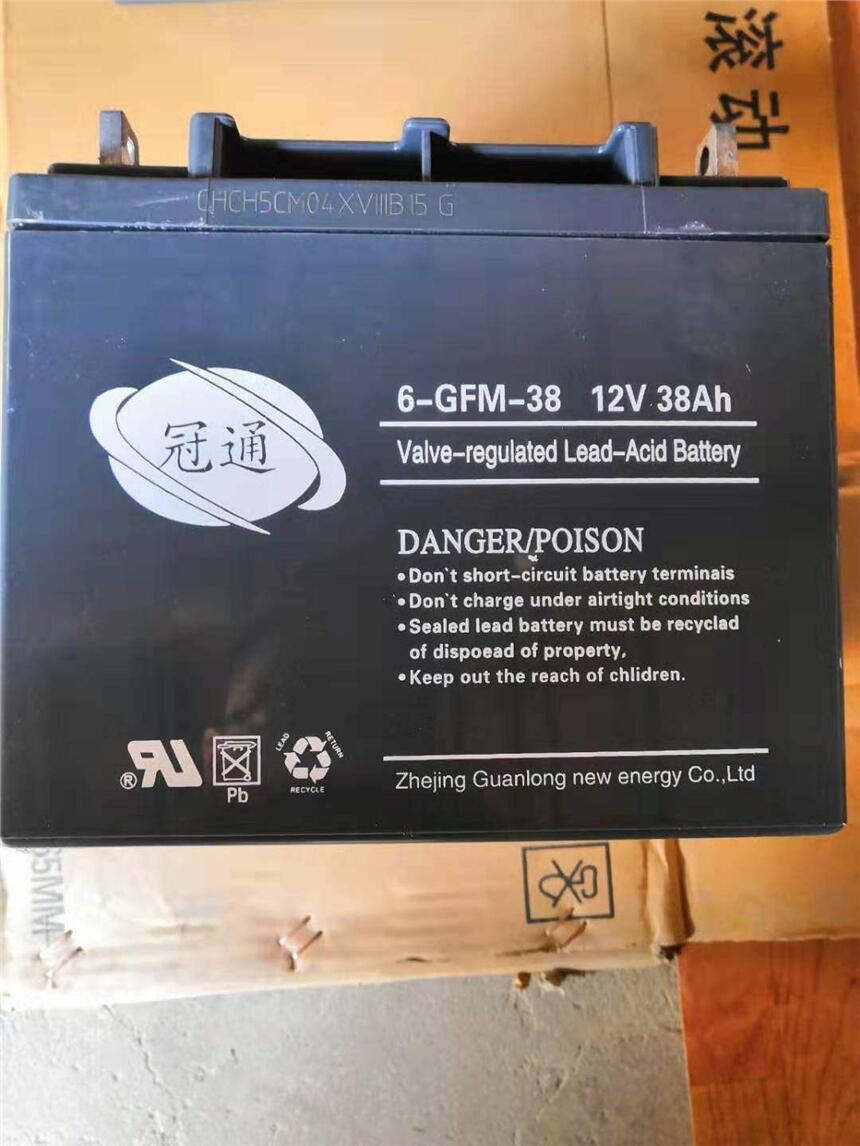 滚动
CHCH5CM04XVIIIB15 G
冠通
6-GFM-38 12V 38Ah
Valve-regulated Lead-Acid Battery
DANGER/POISON
•Don`t short-circuit battery terminais
•Don`t charge under airtight conditions
•Sealed lead battery must be recyclad
of dispoead of property,
•Keep out the reach of chlidren.
LEAD RETURN
RECYCLE
Pb
®
Zhejing Guanlong new energy Co.,Ltd
65MM